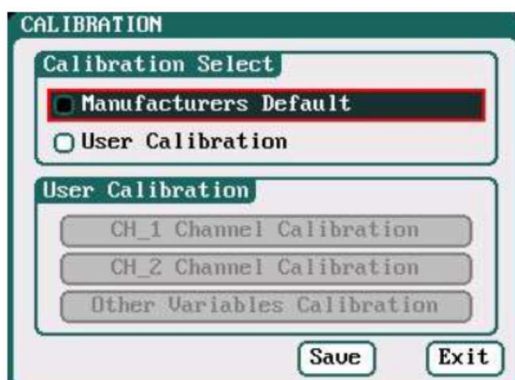 CALIBRATION
Calibration Select
Manufacturers Default
User Calibration
User Calibration
CH_1 Channel Calibration
CH_2 Channel Calibration
Other Variables Calibration
Save Exit